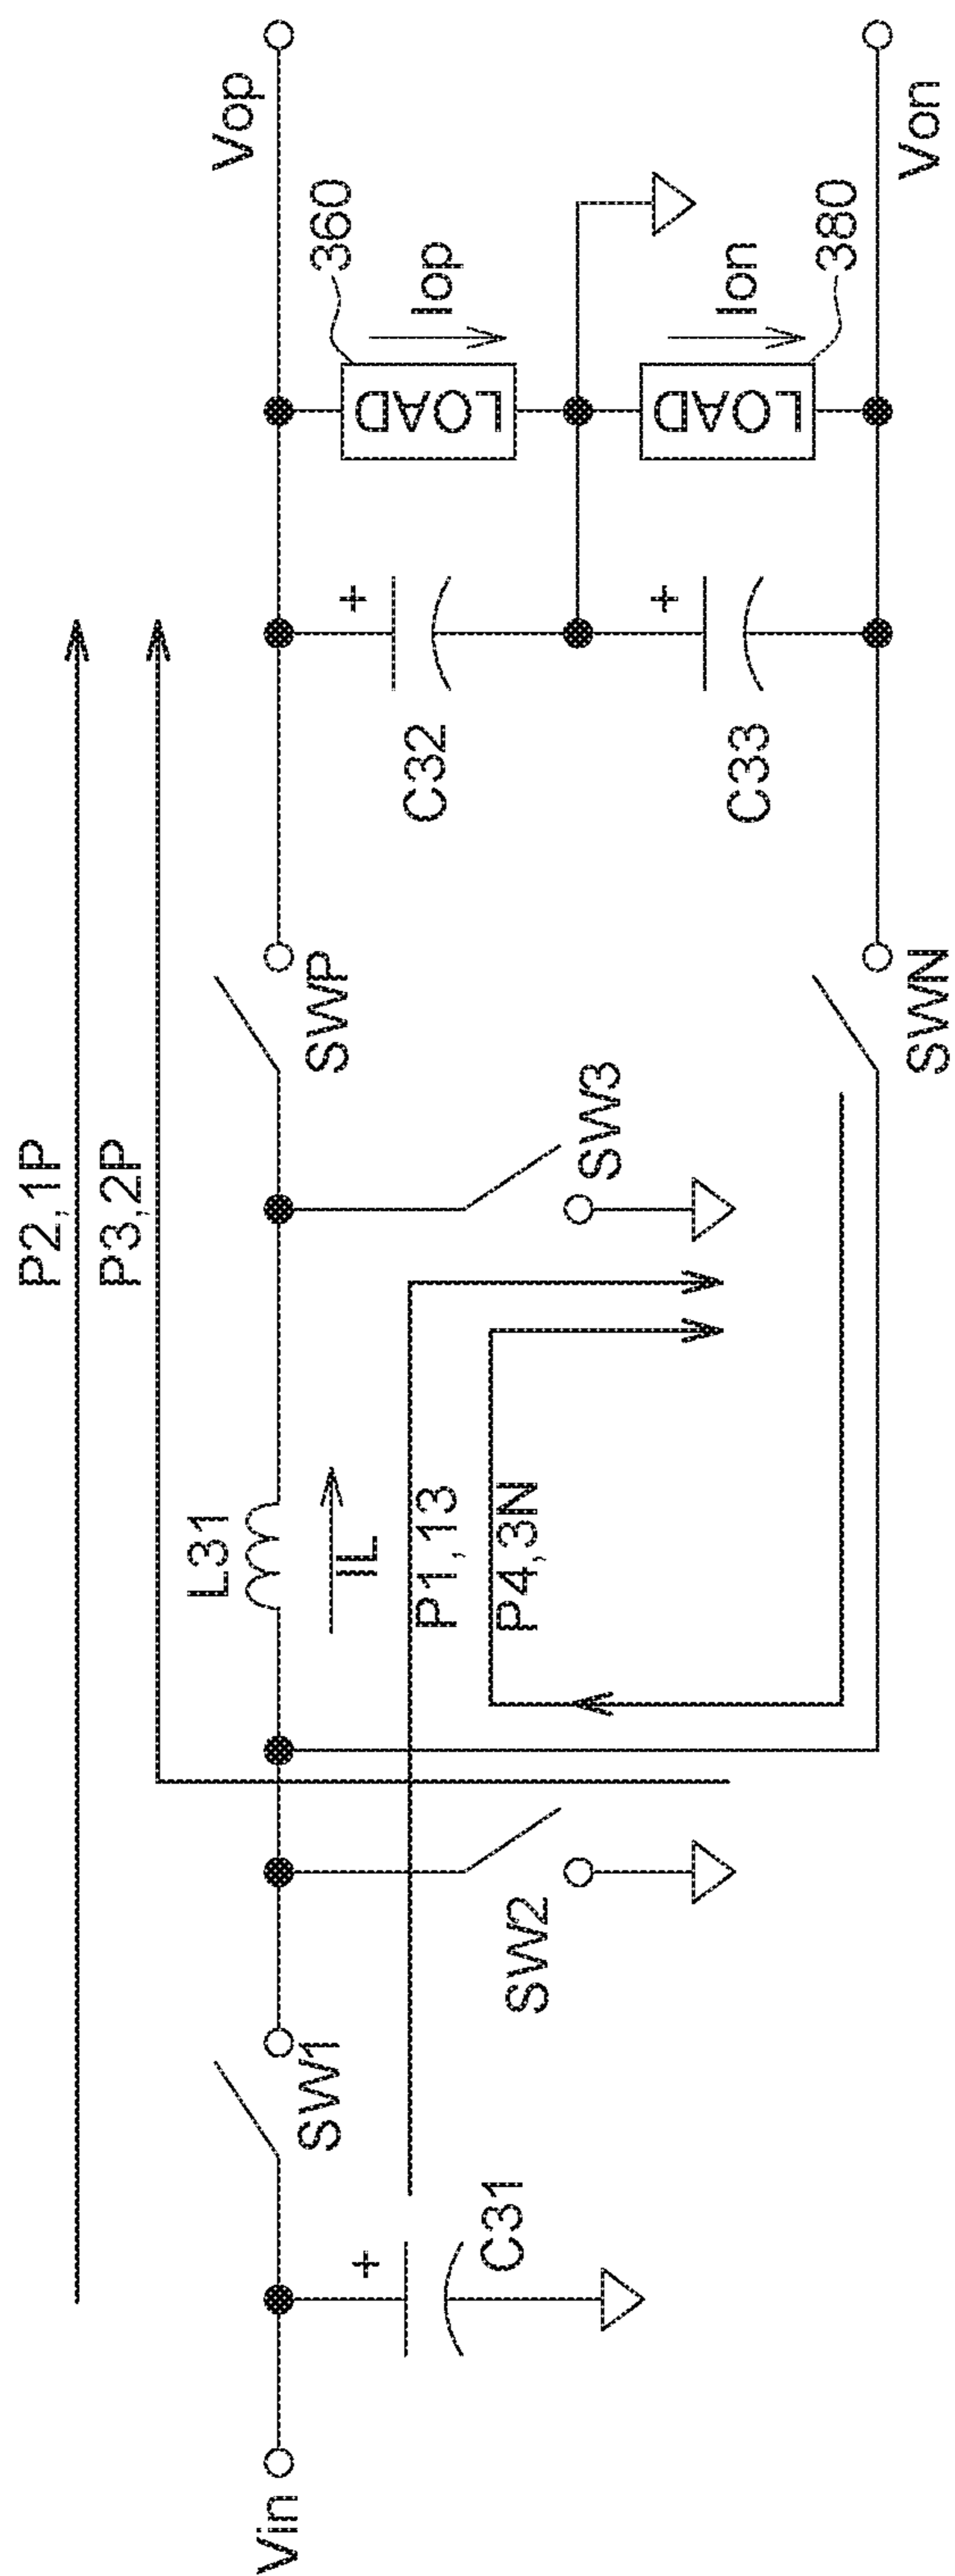 P2,1P
P3,2P
Vin
C31
SW1
SW2
L31
IL
P1,13
P4,3N
SW3
SWP
SWN
C32
C33
LOAD
LOAD
360
Iop
Ion
380
Vop
Von
+
+
+